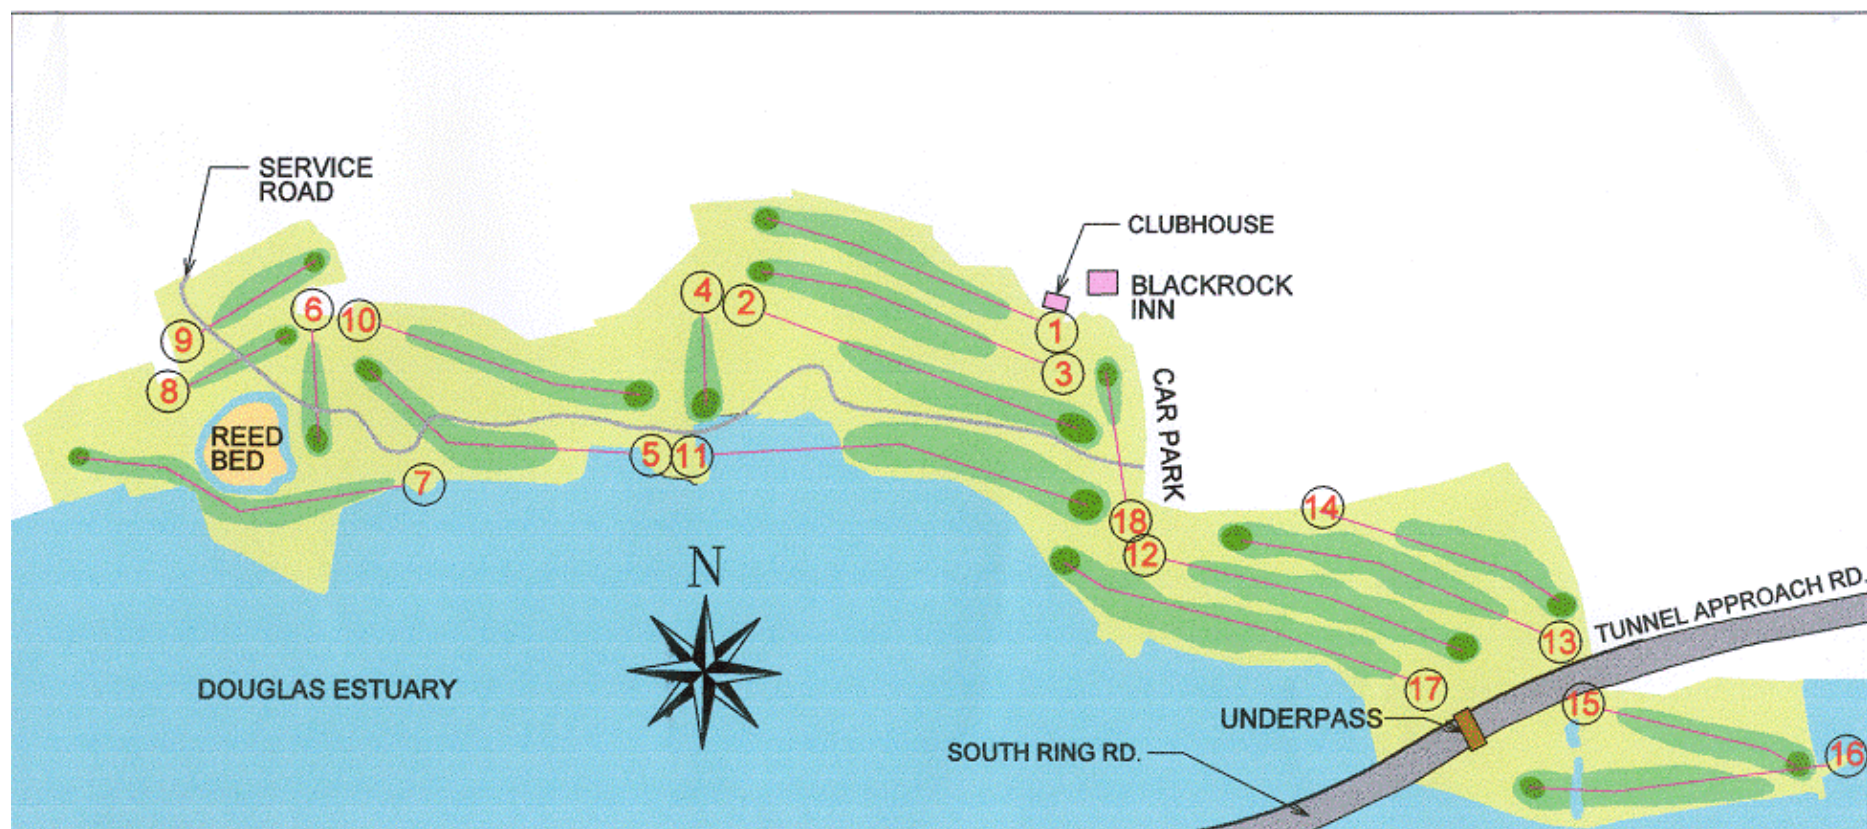 SERVICE
ROAD
CLUBHOUSE
BLACKROCK
INN
4
2
6
10
1
9
3
8
CAR PARK
REED
BED
5
11
7
14
18
12
N
TUNNEL APPROACH RD.
13
DOUGLAS ESTUARY
17
15
UNDERPASS
SOUTH RING RD.
16